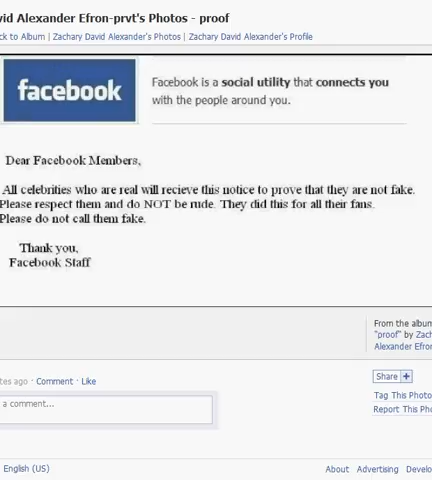 vid Alexander Efron-prvt's Photos - proof
ck to Album | Zachary David Alexander's Photos | Zachary David Alexander's Profile
facebook
Facebook is a social utility that connects you
with the people around you.
Dear Facebook Members,
All celebrities who are real will recieve this notice to prove that they are not fake.
Please respect them and do NOT be rude. They did this for all their fans.
Please do not call them fake.
Thank you,
Facebook Staff
From the album
"proof" by Zach
Alexander Efron
tes ago · Comment · Like
a comment...
Share +
Tag This Photo
Report This Pho
English (US)
About Advertising Develo